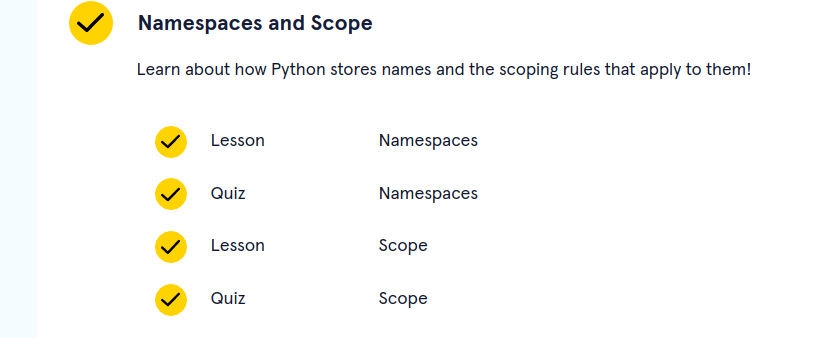 Namespaces and Scope
Learn about how Python stores names and the scoping rules that apply to them!
Lesson Namespaces
Quiz Namespaces
Lesson Scope
Quiz Scope